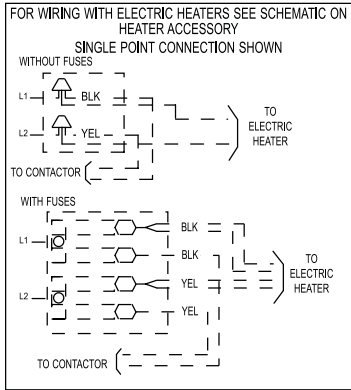 FOR WIRING WITH ELECTRIC HEATERS SEE SCHEMATIC ON
HEATER ACCESSORY
SINGLE POINT CONNECTION SHOWN
WITHOUT FUSES
L1
BLK
L2
YEL
TO
ELECTRIC
HEATER
TO CONTACTOR
WITH FUSES
BLK
L1
BLK
YEL
L2
YEL
TO
ELECTRIC
HEATER
TO CONTACTOR